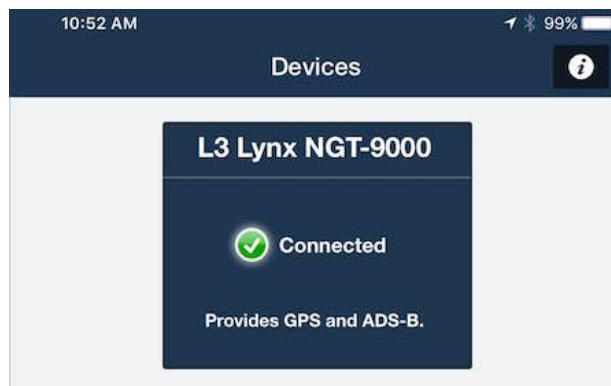 10:52 AM 99%
Devices
L3 Lynx NGT-9000
Connected
Provides GPS and ADS-B.